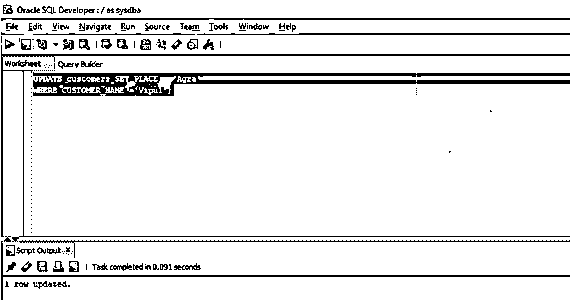 Oracle SQL Developer : / as sysdba
File Edit View Navigate Run Source Team Tools Window Help
Worksheet Query Builder
UPDATE customers SET PLACE = 'Agra'
WHERE CUSTOMER_NAME = 'Vipul';
Script Output x
Task completed in 0.091 seconds
1 row updated.